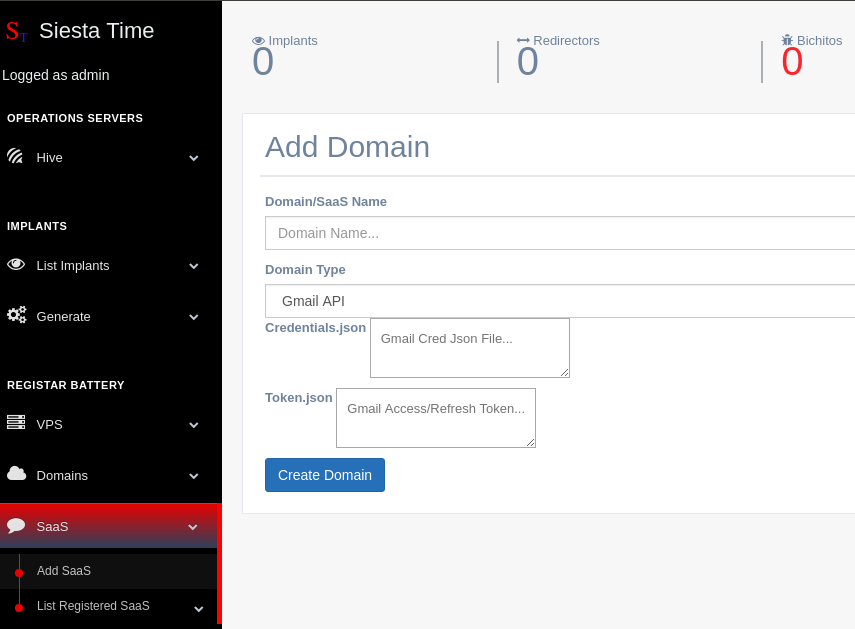 ST Siesta Time
Logged as admin
OPERATIONS SERVERS
Hive
IMPLANTS
List Implants
Generate
REGISTAR BATTERY
VPS
Domains
SaaS
Add SaaS
List Registered SaaS
Implants
0
Redirectors
0
Bichitos
0
Add Domain
Domain/SaaS Name
Domain Name...
Domain Type
Gmail API
Credentials.json
Gmail Cred Json File...
Token.json
Gmail Access/Refresh Token...
Create Domain